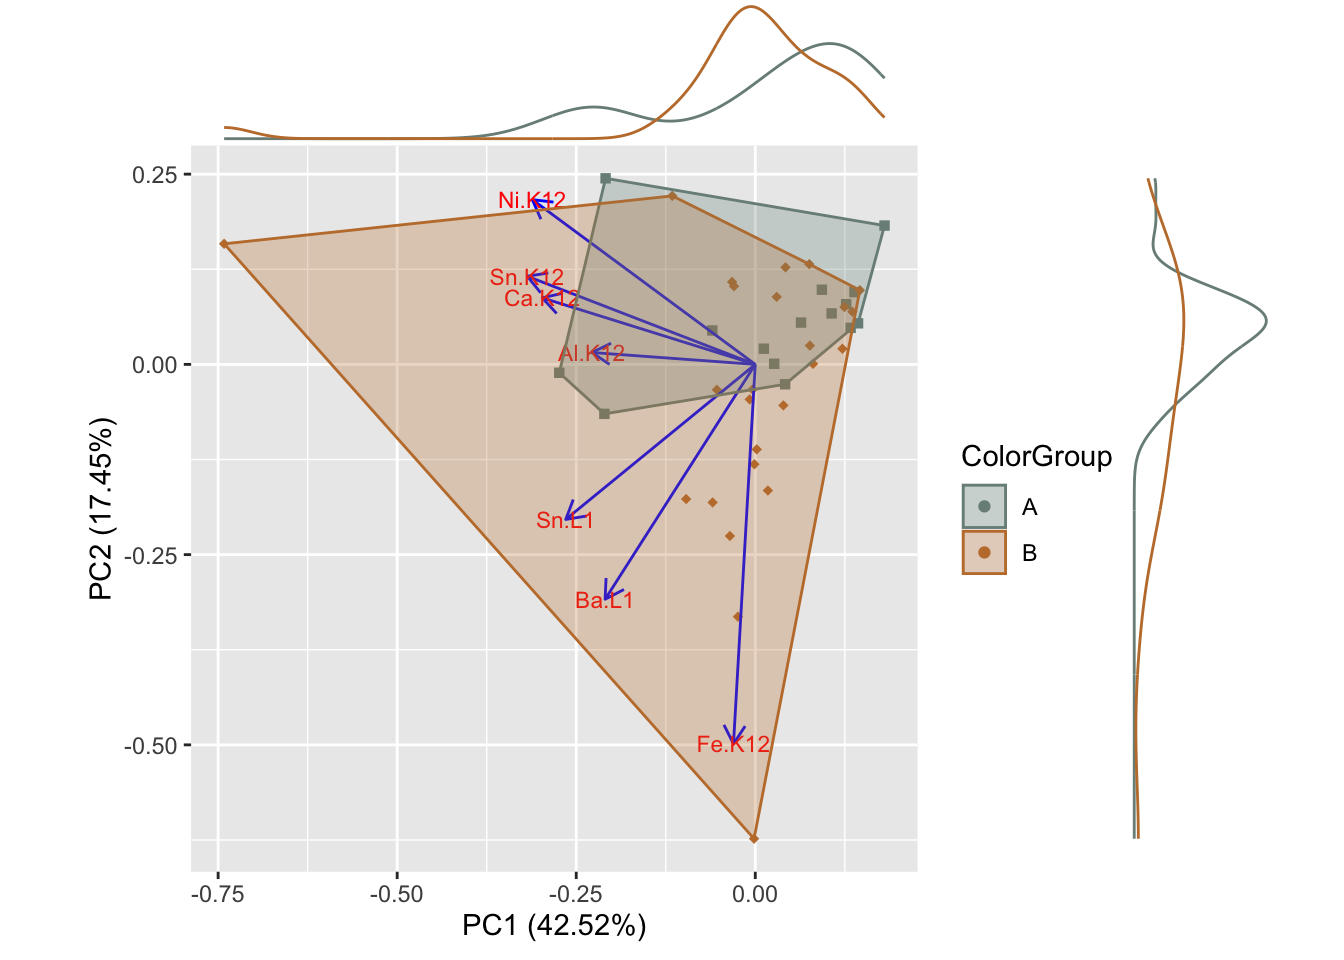 0.25
0.00
-0.25
-0.50
PC2 (17.45%)
Ni.K12
Sn.K12
Ca.K12
Al.K12
Sn.L1
Ba.L1
Fe.K12
-0.75
-0.50
-0.25
0.00
PC1 (42.52%)
ColorGroup
A
B